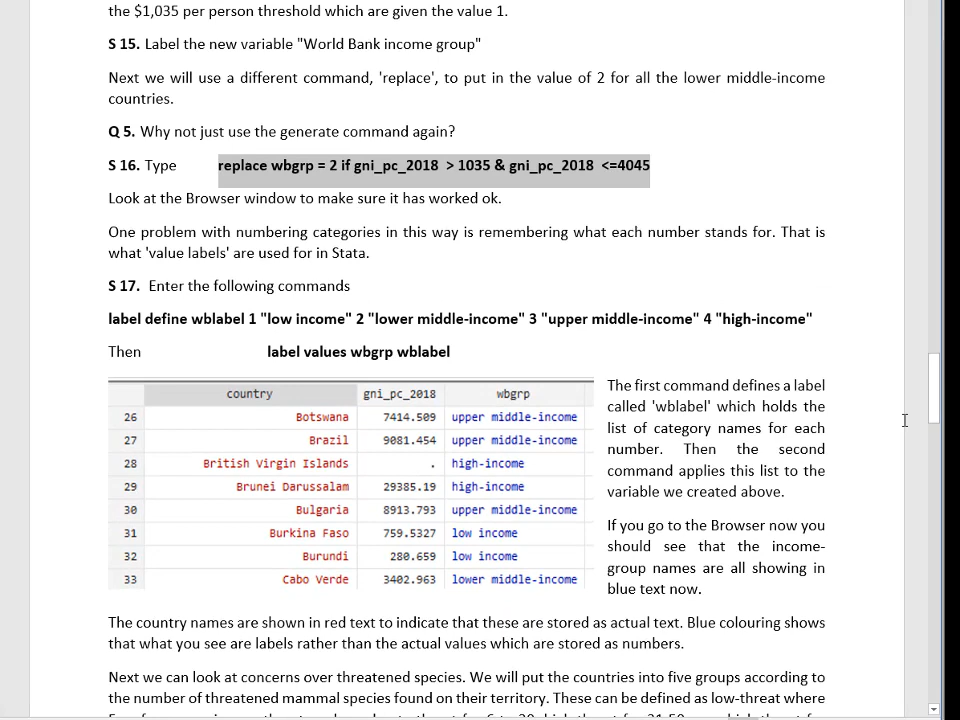 the $1,035 per person threshold which are given the value 1.
S 15. Label the new variable "World Bank income group"
Next we will use a different command, 'replace', to put in the value of 2 for all the lower middle-income
countries.
Q 5. Why not just use the generate command again?
S 16. Type replace wbgrp = 2 if gni_pc_2018 > 1035 & gni_pc_2018 <=4045
Look at the Browser window to make sure it has worked ok.
One problem with numbering categories in this way is remembering what each number stands for. That is
what 'value labels' are used for in Stata.
S 17. Enter the following commands
label define wblabel 1 "low income" 2 "lower middle-income" 3 "upper middle-income" 4 "high-income"
Then label values wbgrp wblabel
country gni_pc_2018 wbgrp
26 Botswana 7414.509 upper middle-income
27 Brazil 9081.454 upper middle-income
28 British Virgin Islands . high-income
29 Brunei Darussalam 29385.19 high-income
30 Bulgaria 8913.793 upper middle-income
31 Burkina Faso 759.5327 low income
32 Burundi 280.659 low income
33 Cabo Verde 3402.963 lower middle-income
The first command defines a label
called 'wblabel' which holds the
list of category names for each
number. Then the second
command applies this list to the
variable we created above.
If you go to the Browser now you
should see that the income-
group names are all showing in
blue text now.
The country names are shown in red text to indicate that these are stored as actual text. Blue colouring shows
that what you see are labels rather than the actual values which are stored as numbers.
Next we can look at concerns over threatened species. We will put the countries into five groups according to
the number of threatened mammal species found on their territory. These can be defined as low-threat where